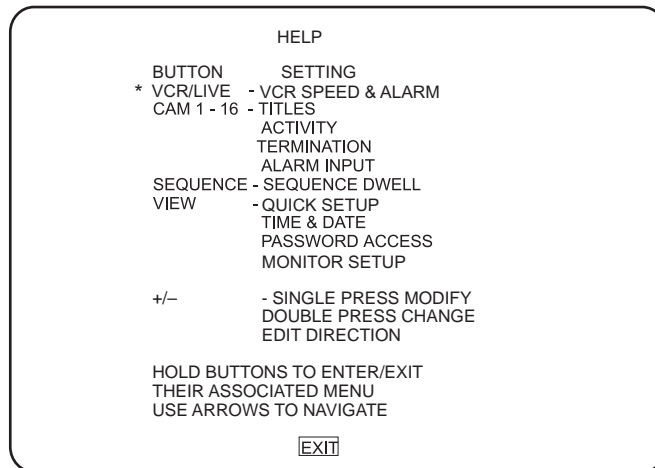 HELP
BUTTON SETTING
* VCR/LIVE - VCR SPEED & ALARM
CAM 1 - 16 - TITLES
ACTIVITY
TERMINATION
ALARM INPUT
SEQUENCE - SEQUENCE DWELL
VIEW - QUICK SETUP
TIME & DATE
PASSWORD ACCESS
MONITOR SETUP
+/– - SINGLE PRESS MODIFY
DOUBLE PRESS CHANGE
EDIT DIRECTION
HOLD BUTTONS TO ENTER/EXIT
THEIR ASSOCIATED MENU
USE ARROWS TO NAVIGATE
EXIT